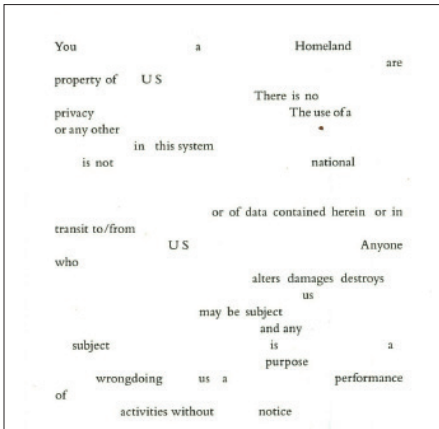 You a Homeland
are
property of U S
There is no
privacy The use of a
or any other
in this system
is not national
or of data contained herein or in
transit to/from
U S Anyone
who
alters damages destroys
us
may be subject
and any
subject is a
purpose
wrongdoing us a performance
of
activities without notice